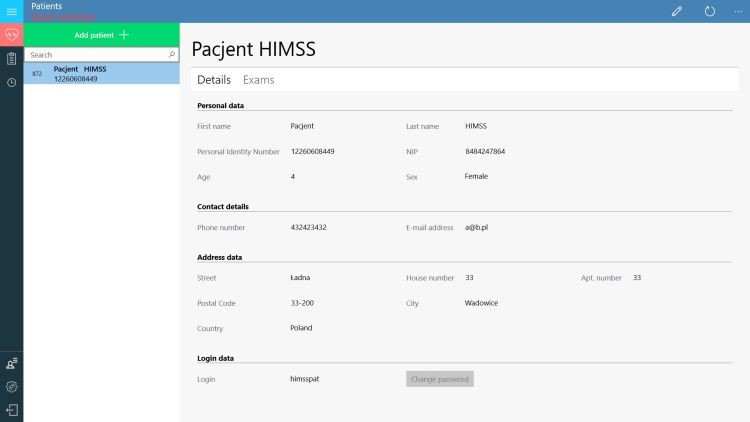 Patients
Add patient
Search
872 Pacjent HIMSS
12260608449
Pacjent HIMSS
Details Exams
Personal data
First name Pacjent Last name HIMSS
Personal Identity Number 12260608449 NIP 8484247864
Age 4 Sex Female
Contact details
Phone number 432423432 E-mail address a@b.pl
Address data
Street Ładna House number 33 Apt. number 33
Postal Code 33-200 City Wadowice
Country Poland
Login data
Login himsspat Change password